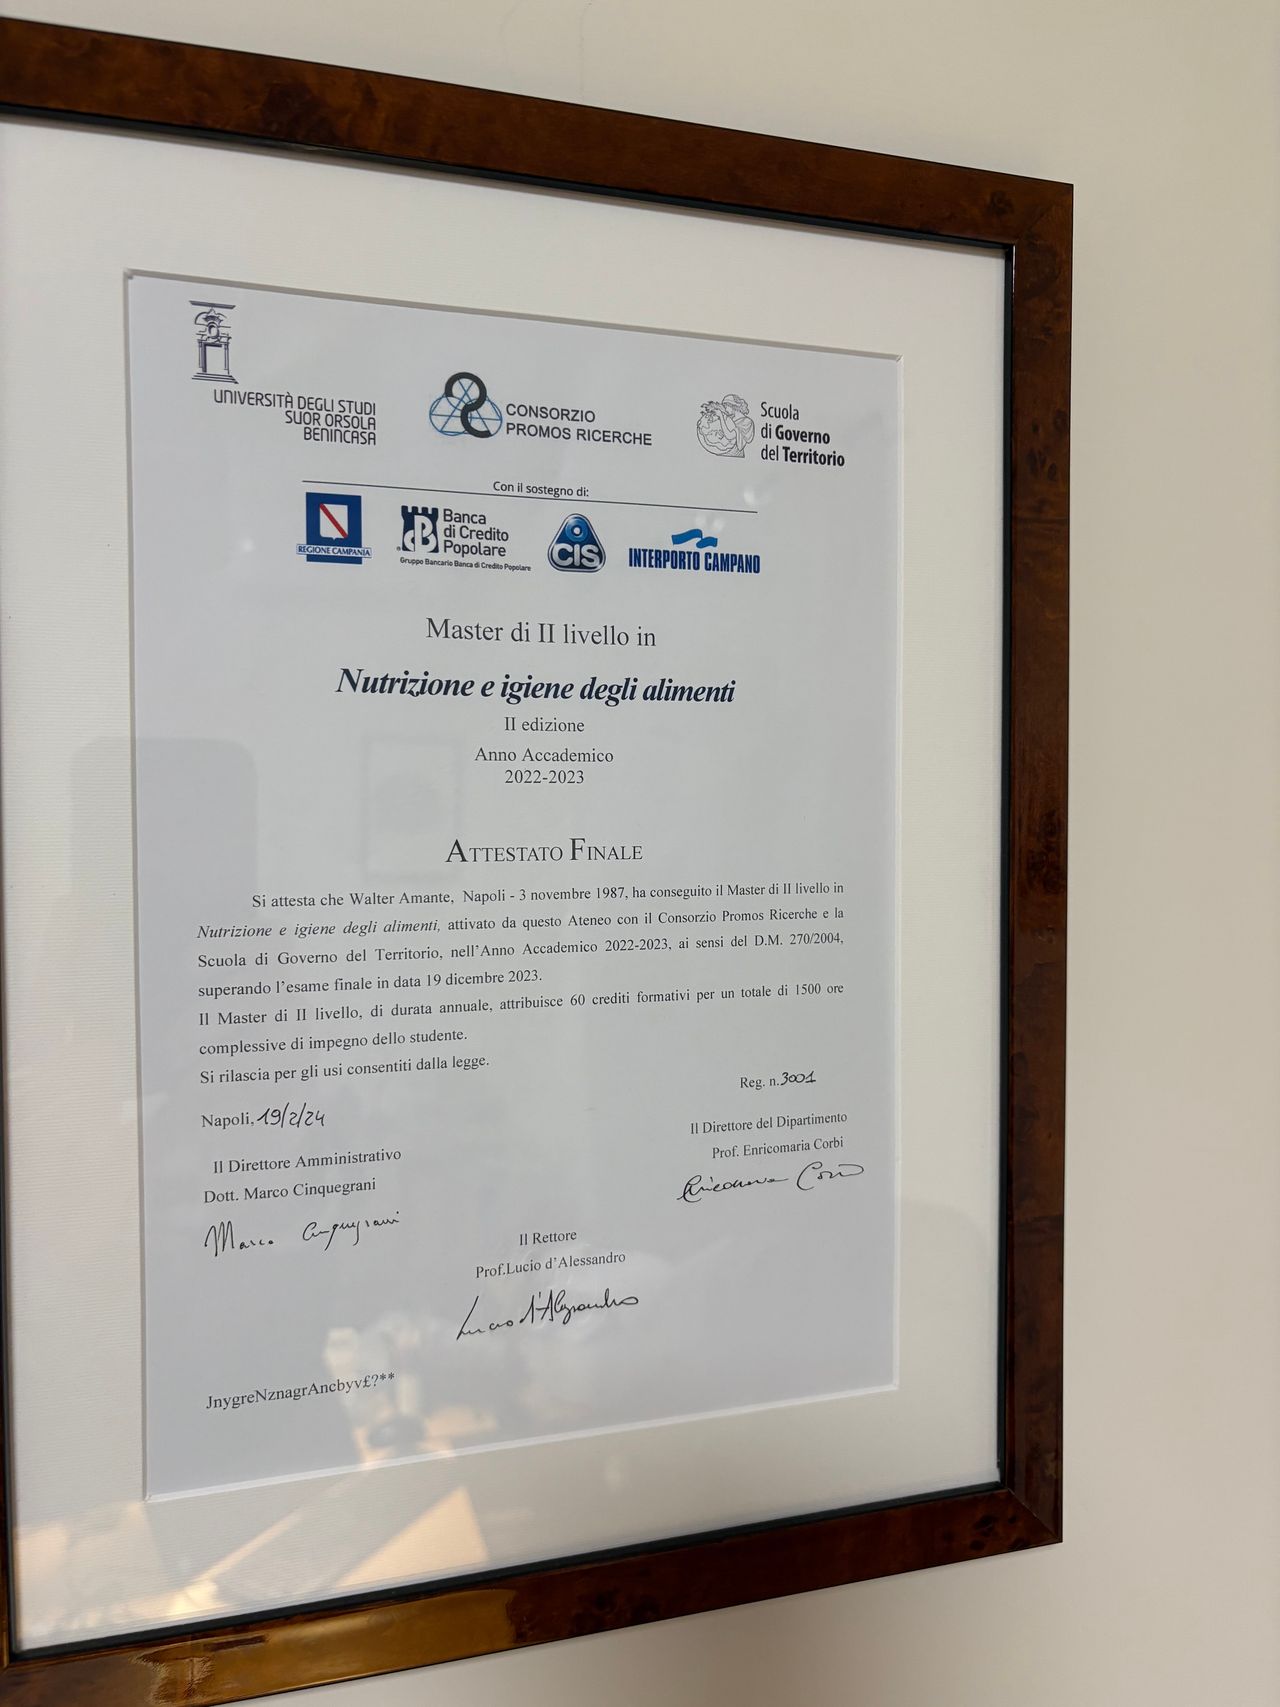 UNIVERSITÀ DEGLI STUDI
SUOR ORSOLA
BENINCASA
CONSORZIO
PROMOS RICERCHE
Scuola
di Governo
del Territorio
Con il sostegno di:
REGIONE CAMPANIA
Banca
di Credito
Popolare
Gruppo Bancario Banca di Credito Popolare
CIS
INTERPORTO CAMPANO
Master di II livello in
Nutrizione e igiene degli alimenti
II edizione
Anno Accademico
2022-2023
ATTESTATO FINALE
Si attesta che Walter Amante, Napoli - 3 novembre 1987, ha conseguito il Master di II livello in
Nutrizione e igiene degli alimenti, attivato da questo Ateneo con il Consorzio Promos Ricerche e la
Scuola di Governo del Territorio, nell'Anno Accademico 2022-2023, ai sensi del D.M. 270/2004,
superando l'esame finale in data 19 dicembre 2023.
Il Master di II livello, di durata annuale, attribuisce 60 crediti formativi per un totale di 1500 ore
complessive di impegno dello studente.
Si rilascia per gli usi consentiti dalla legge.
Reg. n.3001
Napoli, 19/2/24
Il Direttore del Dipartimento
Prof. Enricomaria Corbi
Il Direttore Amministrativo
Dott. Marco Cinquegrani
Marco Cinquegrani
Il Rettore
Prof.Lucio d'Alessandro
Lucio d'Alessandro
JnygreNznagrAncbyv£?**